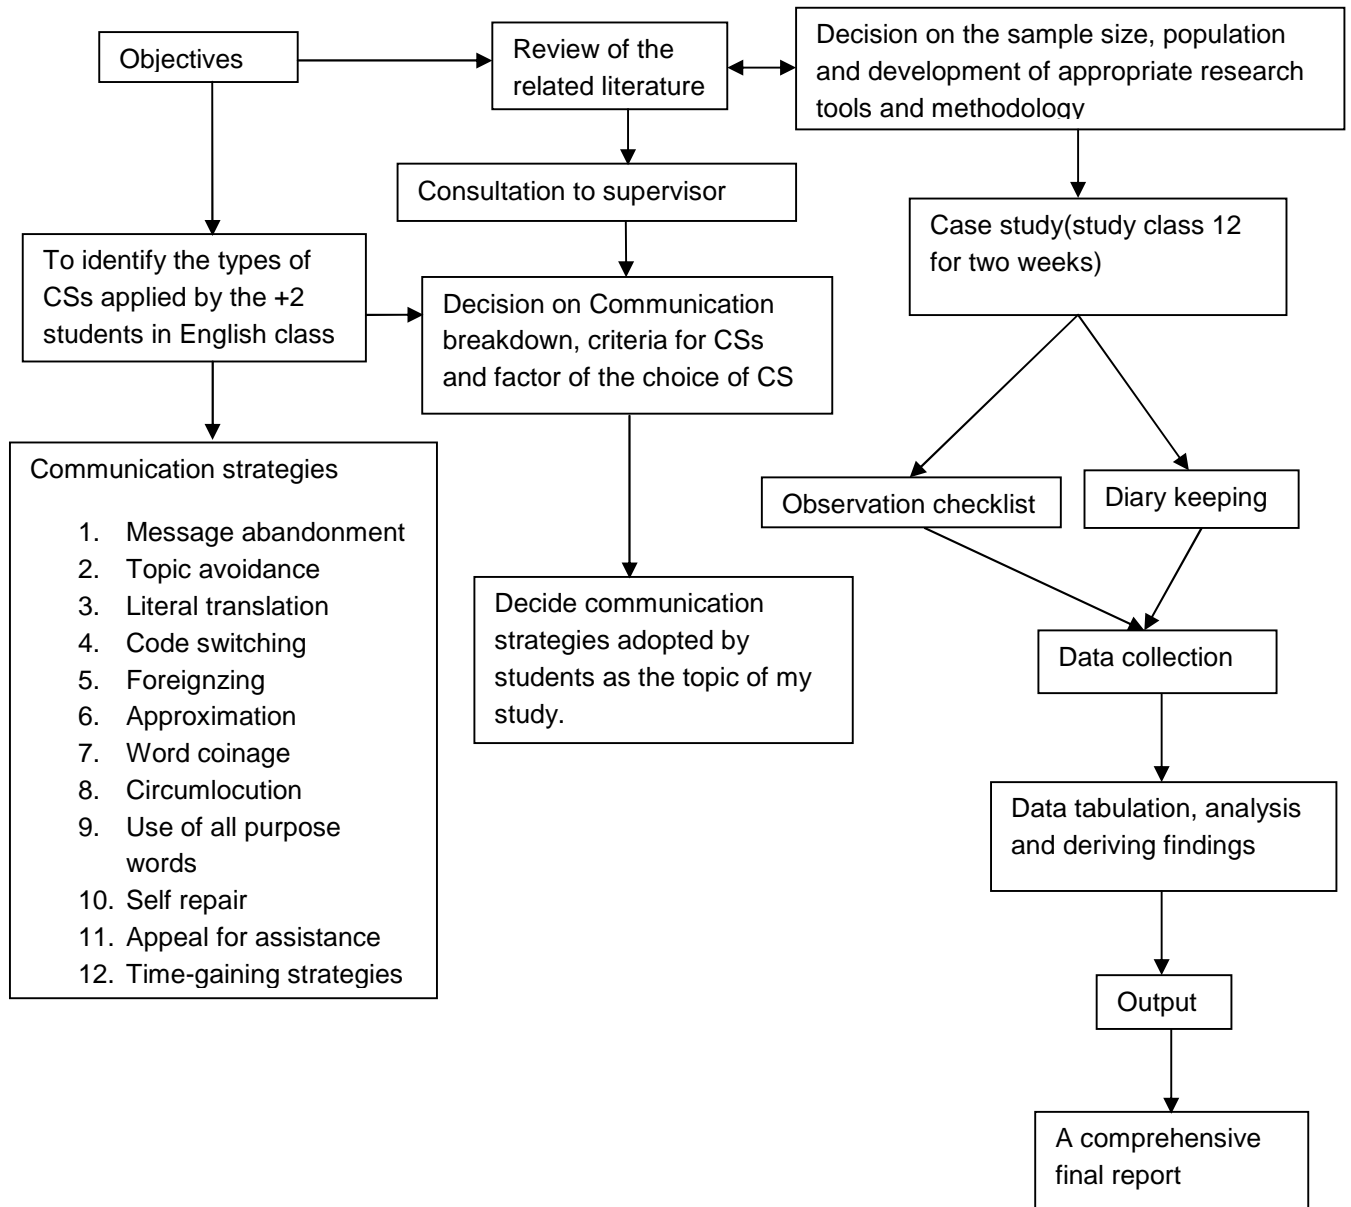 Objectives
Review of the
related literature
Decision on the sample size, population
and development of appropriate research
tools and methodology
Consultation to supervisor
Case study(study class 12
for two weeks)
To identify the types of
CSs applied by the +2
students in English class
Decision on Communication
breakdown, criteria for CSs
and factor of the choice of CS
Communication strategies
1. Message abandonment
2. Topic avoidance
3. Literal translation
4. Code switching
5. Foreignzing
6. Approximation
7. Word coinage
8. Circumlocution
9. Use of all purpose
words
10. Self repair
11. Appeal for assistance
12. Time-gaining strategies
Observation checklist
Diary keeping
Decide communication
strategies adopted by
students as the topic of my
study.
Data collection
Data tabulation, analysis
and deriving findings
Output
A comprehensive
final report